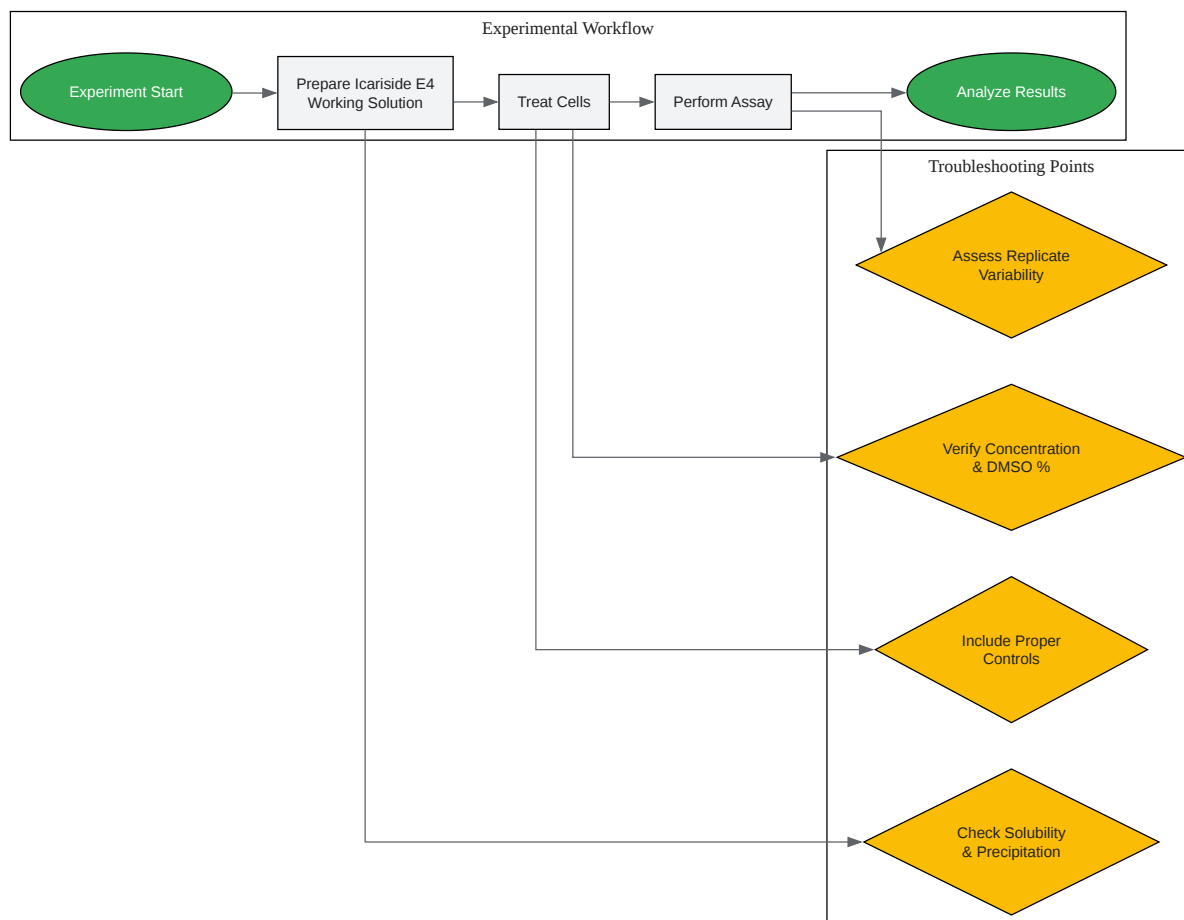 Experimental Workflow
Experiment Start
Prepare Icariside E4
Working Solution
Treat Cells
Perform Assay
Analyze Results
Troubleshooting Points
Assess Replicate
Variability
Verify Concentration
& DMSO %
Include Proper
Controls
Check Solubility
& Precipitation